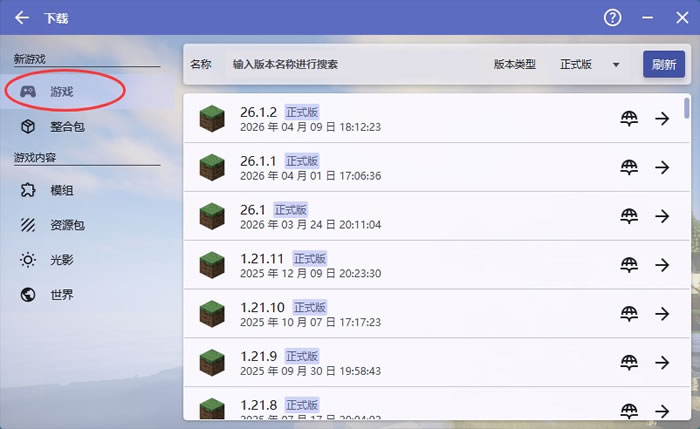 下载
新游戏
游戏
整合包
游戏内容
模组
资源包
光影
世界
名称 输入版本名称进行搜索 版本类型 正式版 刷新
26.1.2 正式版
2026 年 04 月 09 日 18:12:23
26.1.1 正式版
2026 年 04 月 01 日 17:06:36
26.1 正式版
2026 年 03 月 24 日 20:11:04
1.21.11 正式版
2025 年 12 月 09 日 20:23:30
1.21.10 正式版
2025 年 10 月 07 日 17:17:23
1.21.9 正式版
2025 年 09 月 30 日 19:58:43
1.21.8 正式版